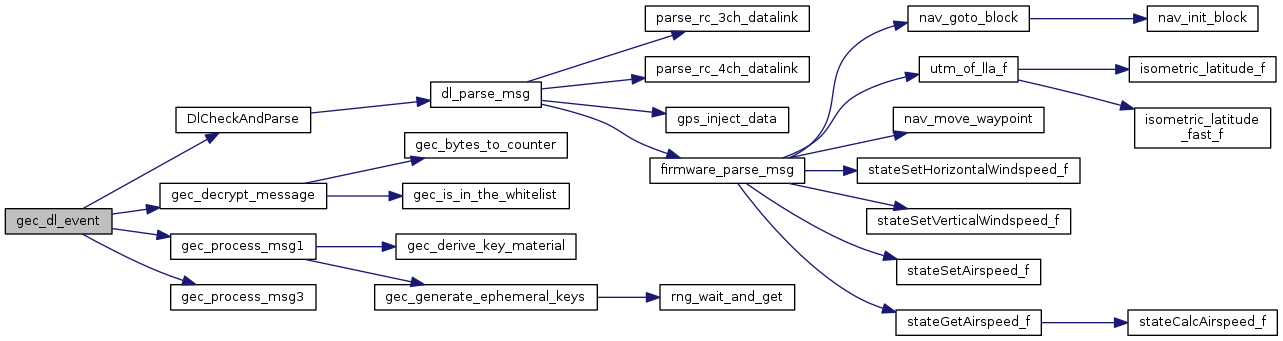 gec_dl_event
DlCheckAndParse
dl_parse_msg
parse_rc_3ch_datalink
parse_rc_4ch_datalink
gps_inject_data
firmware_parse_msg
nav_goto_block
nav_init_block
utm_of_lla_f
isometric_latitude_f
isometric_latitude
_fast_f
nav_move_waypoint
stateSetHorizontalWindspeed_f
stateSetVerticalWindspeed_f
stateSetAirspeed_f
stateGetAirspeed_f
stateCalcAirspeed_f
gec_decrypt_message
gec_bytes_to_counter
gec_is_in_the_whitelist
gec_process_msg1
gec_derive_key_material
gec_generate_ephemeral_keys
rng_wait_and_get
gec_process_msg3